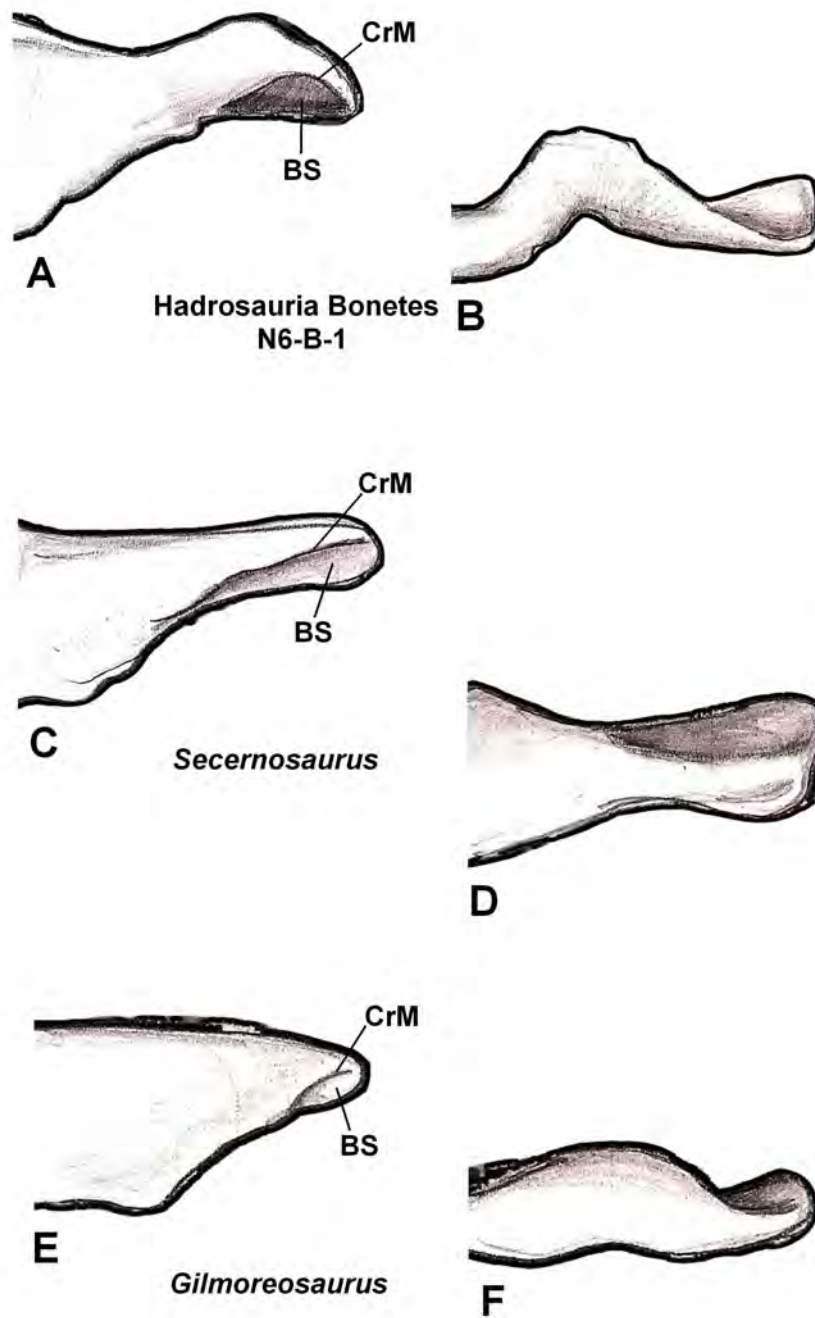 CrM
BS
A
B
Hadrosauria Bonetes
N6-B-1
CrM
BS
C
Secernosaurus
D
CrM
BS
E
Gilmoreosaurus
F